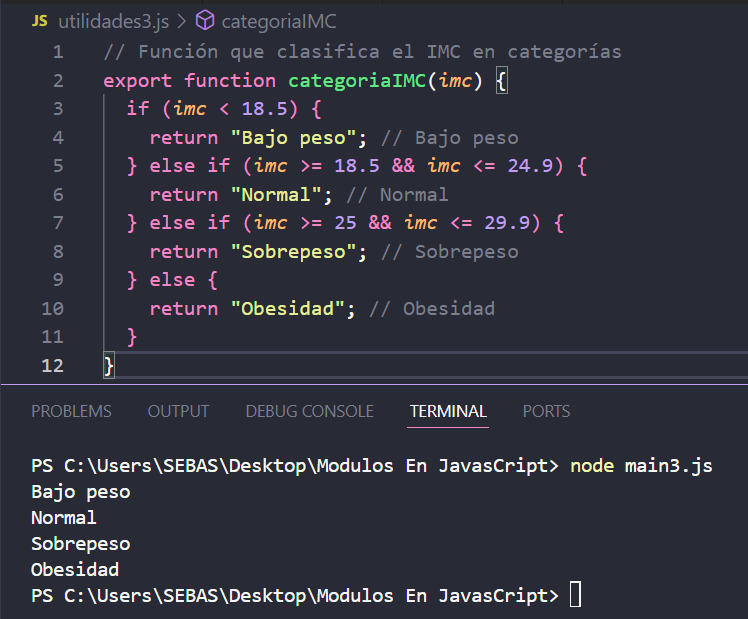 JS utilidades3.js > categoriaIMC
1 // Función que clasifica el IMC en categorías
2 export function categoriaIMC(imc) {
3   if (imc < 18.5) {
4     return "Bajo peso"; // Bajo peso
5   } else if (imc >= 18.5 && imc <= 24.9) {
6     return "Normal"; // Normal
7   } else if (imc >= 25 && imc <= 29.9) {
8     return "Sobrepeso"; // Sobrepeso
9   } else {
10     return "Obesidad"; // Obesidad
11   }
12 }
PROBLEMS OUTPUT DEBUG CONSOLE TERMINAL PORTS
PS C:\Users\SEBAS\Desktop\Modulos En JavasCript> node main3.js
Bajo peso
Normal
Sobrepeso
Obesidad
PS C:\Users\SEBAS\Desktop\Modulos En JavasCript>